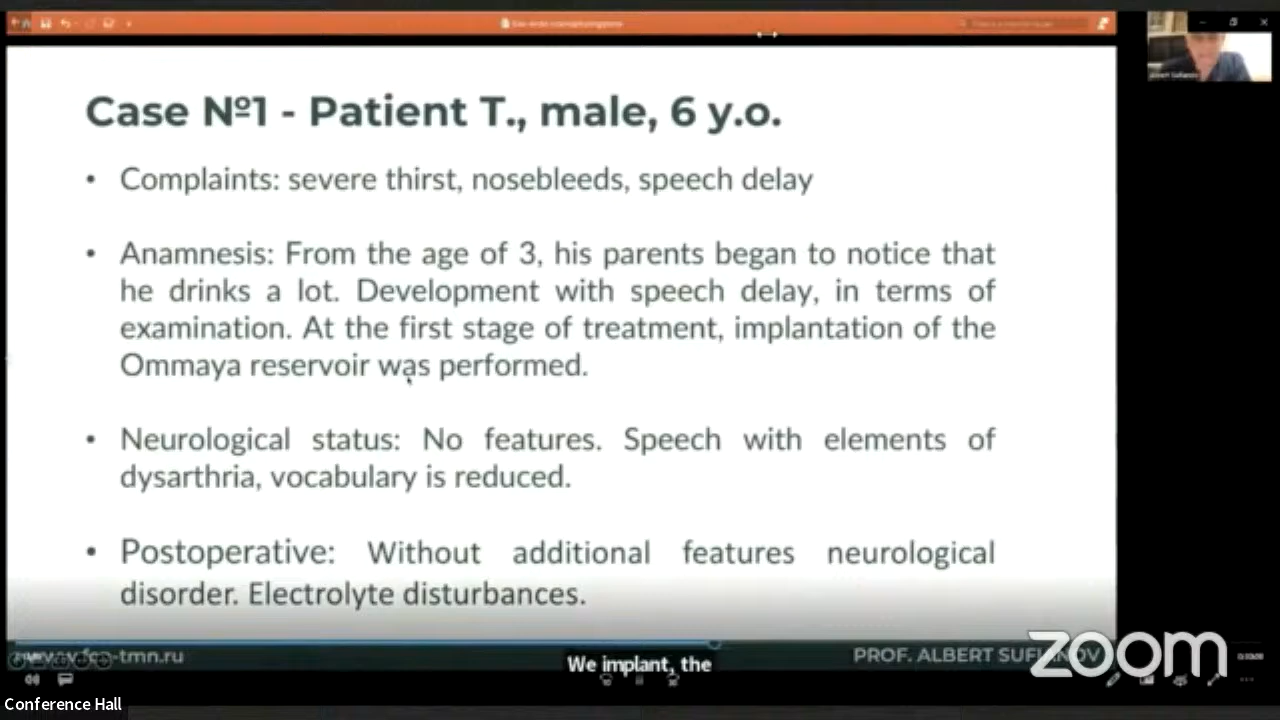 Case №1 - Patient T., male, 6 y.o.
• Complaints: severe thirst, nosebleeds, speech delay
• Anamnesis: From the age of 3, his parents began to notice that
he drinks a lot. Development with speech delay, in terms of
examination. At the first stage of treatment, implantation of the
Ommaya reservoir was performed.
• Neurological status: No features. Speech with elements of
dysarthria, vocabulary is reduced.
• Postoperative: Without additional features neurological
disorder. Electrolyte disturbances.
PROF. ALBERT SUFIANOV
We implant, the
zoom
Conference Hall